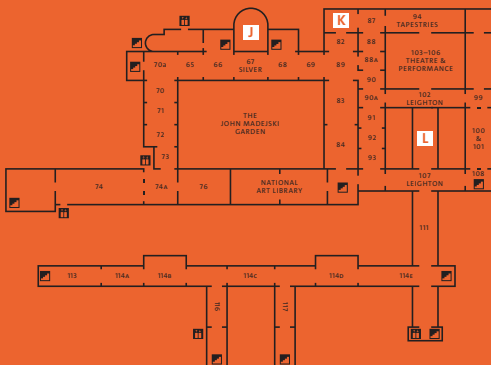 J
K
87
94
TAPESTRIES
82
88
103–106
THEATRE &
PERFORMANCE
70A
65
66
67
SILVER
68
69
89
88A
90
70
102
LEIGHTON
99
83
90A
71
THE
JOHN MADEJSKI
GARDEN
91
72
92
L
100
&
101
84
93
73
74
74A
76
NATIONAL
ART LIBRARY
107
LEIGHTON
108
111
113
114A
114B
114C
114D
114E
116
117